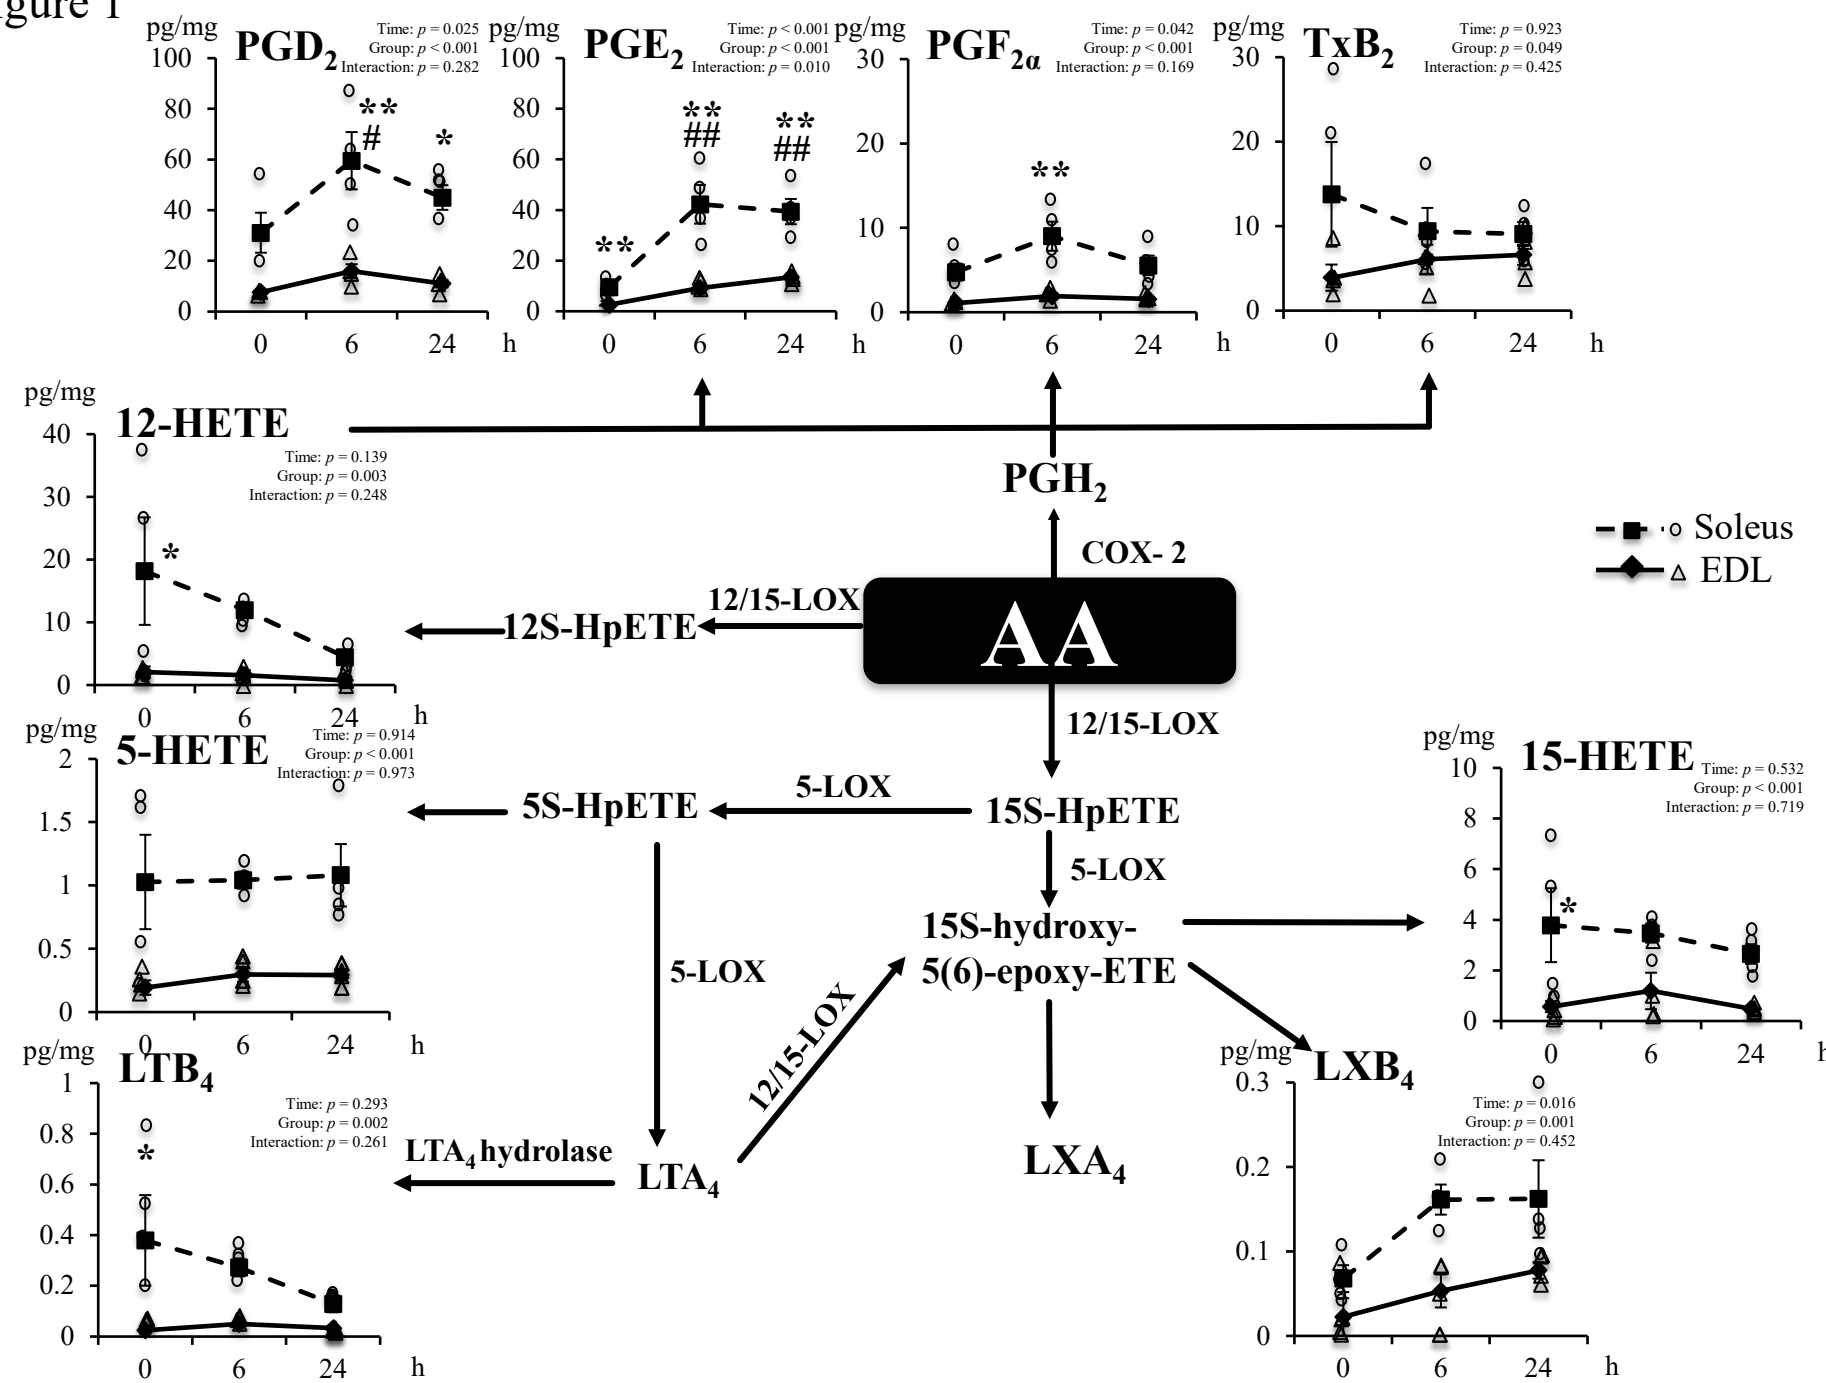 igure 1
pg/mg
PGD2
Time: p = 0.025
Group: p < 0.001
Interaction: p = 0.282
100
80
60
40
20
0
**
#
*
0 6 24 h
pg/mg
PGE2
Time: p < 0.001
Group: p < 0.001
Interaction: p = 0.010
100
80
60
40
20
0
**
**
##
**
##
0 6 24 h
pg/mg
PGF2α
Time: p = 0.042
Group: p < 0.001
Interaction: p = 0.169
30
20
10
0
**
0 6 24 h
pg/mg
TxB2
Time: p = 0.923
Group: p = 0.049
Interaction: p = 0.425
30
20
10
0
0 6 24 h
pg/mg
12-HETE
Time: p = 0.139
Group: p = 0.003
Interaction: p = 0.248
40
30
20
10
0
*
0 6 24 h
PGH2
COX- 2
AA
Soleus
EDL
12/15-LOX
12S-HpETE
12/15-LOX
pg/mg
5-HETE
Time: p = 0.914
Group: p < 0.001
Interaction: p = 0.973
2
1.5
1
0.5
0
0 6 24 h
5S-HpETE
5-LOX
15S-HpETE
5-LOX
15S-hydroxy-
5(6)-epoxy-ETE
5-LOX
12/15-LOX
pg/mg
15-HETE
Time: p = 0.532
Group: p < 0.001
Interaction: p = 0.719
10
8
6
4
2
0
*
0 6 24 h
pg/mg
LTB4
Time: p = 0.293
Group: p = 0.002
Interaction: p = 0.261
1
0.8
0.6
0.4
0.2
0
*
0 6 24 h
LTA4 hydrolase
LTA4
LXA4
pg/mg
LXB4
Time: p = 0.016
Group: p = 0.001
Interaction: p = 0.452
0.3
0.2
0.1
0
0 6 24 h